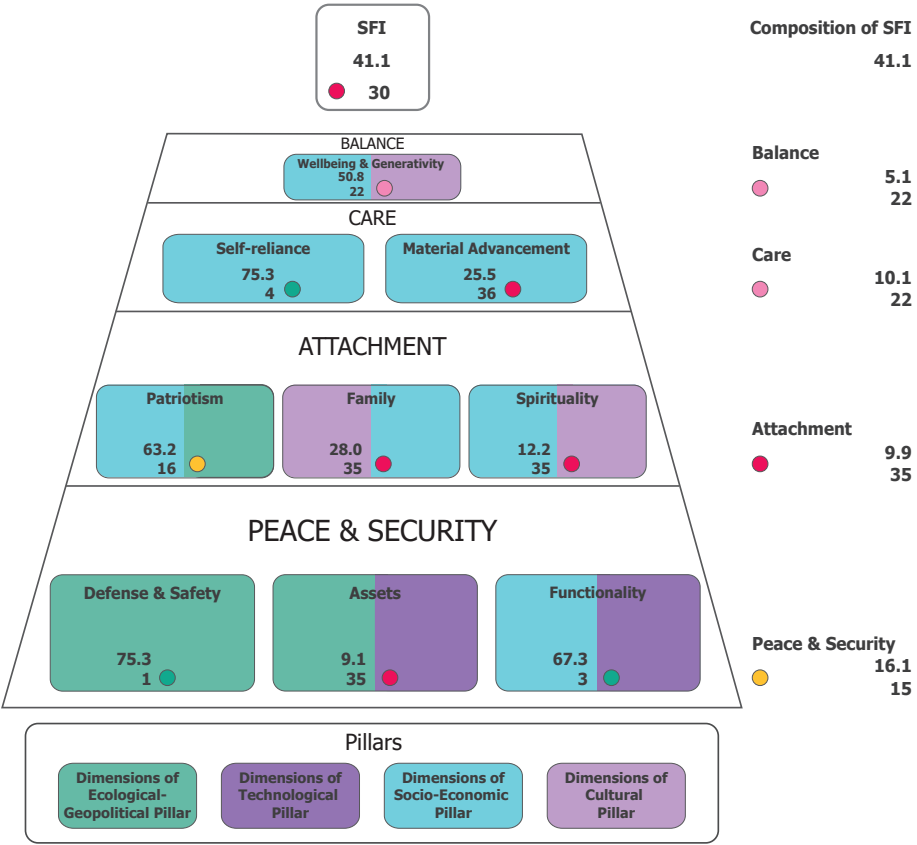 SFI
41.1
30
Composition of SFI
41.1
BALANCE
Wellbeing & Generativity
50.8
22
Balance
5.1
22
CARE
Self-reliance
75.3
4
Material Advancement
25.5
36
Care
10.1
22
ATTACHMENT
Patriotism
63.2
16
Family
28.0
35
Spirituality
12.2
35
Attachment
9.9
35
PEACE & SECURITY
Defense & Safety
75.3
1
Assets
9.1
35
Functionality
67.3
3
Peace & Security
16.1
15
Pillars
Dimensions of
Ecological-
Geopolitical Pillar
Dimensions of
Technological
Pillar
Dimensions of
Socio-Economic
Pillar
Dimensions of
Cultural
Pillar